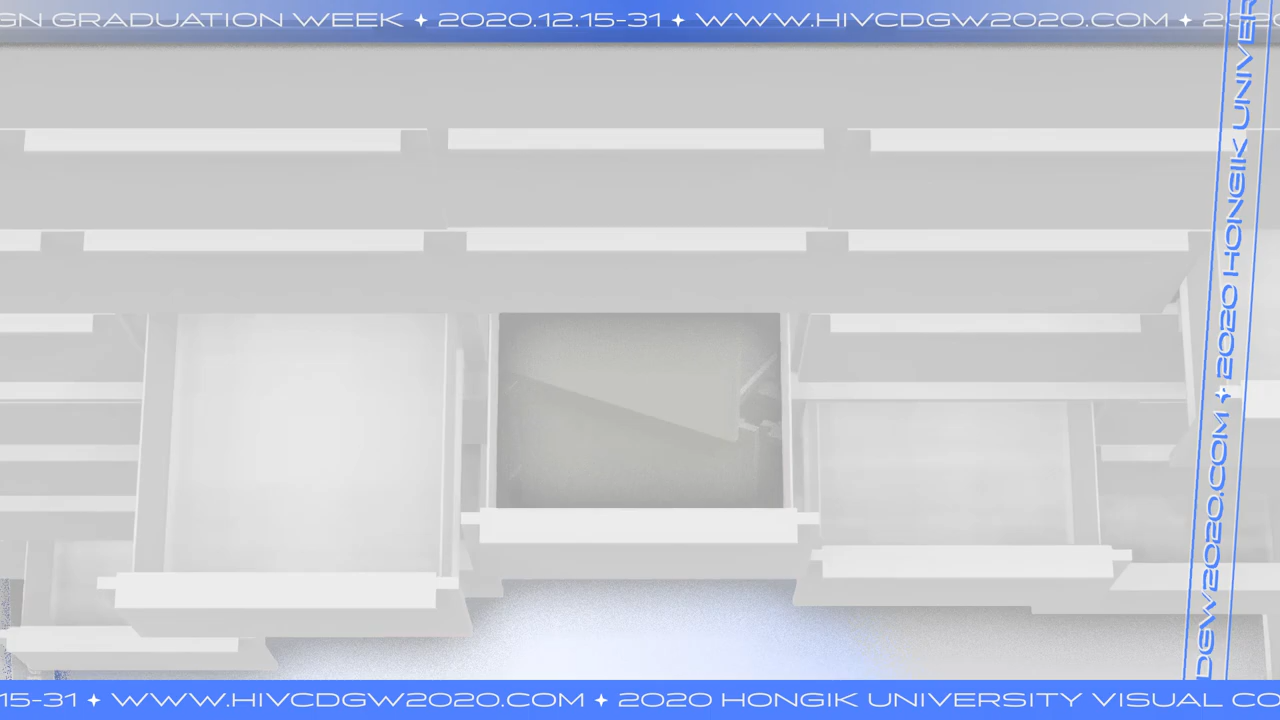 GN GRADUATION WEEK ✦ 2020.12.15-31 ✦ WWW.HIVCDGW2020.COM ✦ 2020
DGW2020.COM ✦ 2020 HONGIK UNIVER
15-31 ✦ WWW.HIVCDGW2020.COM ✦ 2020 HONGIK UNIVERSITY VISUAL CO